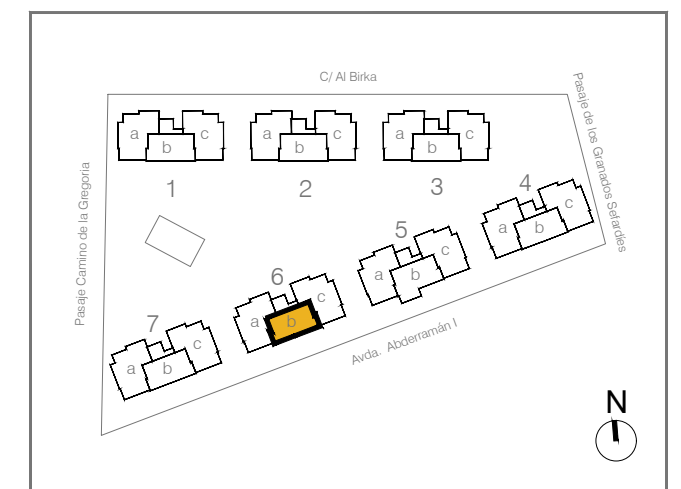 C/ Al Birka
Pasaje de los Granados Sefardíes
Pasaje Camino de la Gregoria
a
b
c
1
a
b
c
2
a
b
c
3
4
a
b
c
5
a
b
c
6
a
b
c
7
a
b
c
Avda. Abderramán I
N